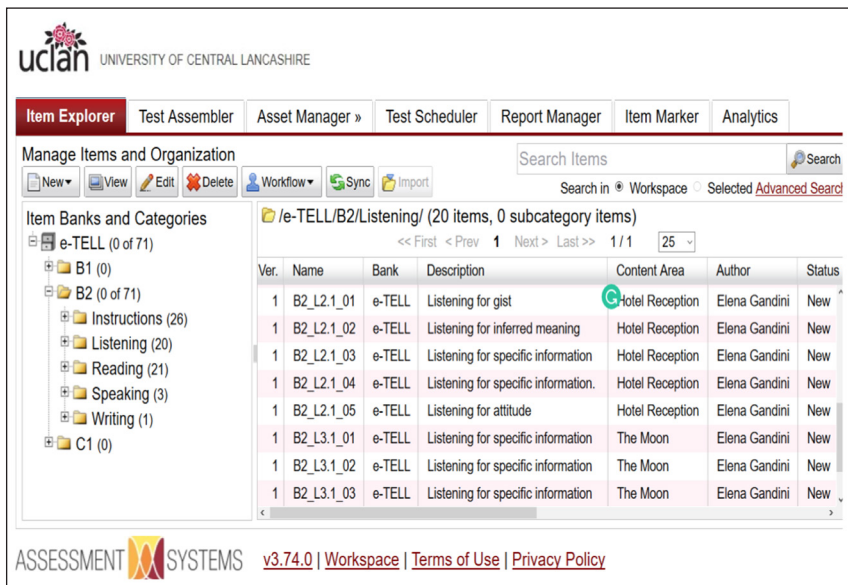 uclan UNIVERSITY OF CENTRAL LANCASHIRE
Item Explorer Test Assembler Asset Manager » Test Scheduler Report Manager Item Marker Analytics
Manage Items and Organization
Search Items Search
New View Edit Delete Workflow Sync Import
Search in Workspace Selected Advanced Search
Item Banks and Categories
e-TELL (0 of 71)
B1 (0)
B2 (0 of 71)
Instructions (26)
Listening (20)
Reading (21)
Speaking (3)
Writing (1)
C1 (0)
/e-TELL/B2/Listening/ (20 items, 0 subcategory items)
<< First < Prev 1 Next > Last >> 1/1 25
Ver. Name Bank Description Content Area Author Status
1 B2_L2.1_01 e-TELL Listening for gist Hotel Reception Elena Gandini New
1 B2_L2.1_02 e-TELL Listening for inferred meaning Hotel Reception Elena Gandini New
1 B2_L2.1_03 e-TELL Listening for specific information Hotel Reception Elena Gandini New
1 B2_L2.1_04 e-TELL Listening for specific information. Hotel Reception Elena Gandini New
1 B2_L2.1_05 e-TELL Listening for attitude Hotel Reception Elena Gandini New
1 B2_L3.1_01 e-TELL Listening for specific information The Moon Elena Gandini New
1 B2_L3.1_02 e-TELL Listening for specific information The Moon Elena Gandini New
1 B2_L3.1_03 e-TELL Listening for specific information The Moon Elena Gandini New
ASSESSMENT SYSTEMS v3.74.0 | Workspace | Terms of Use | Privacy Policy